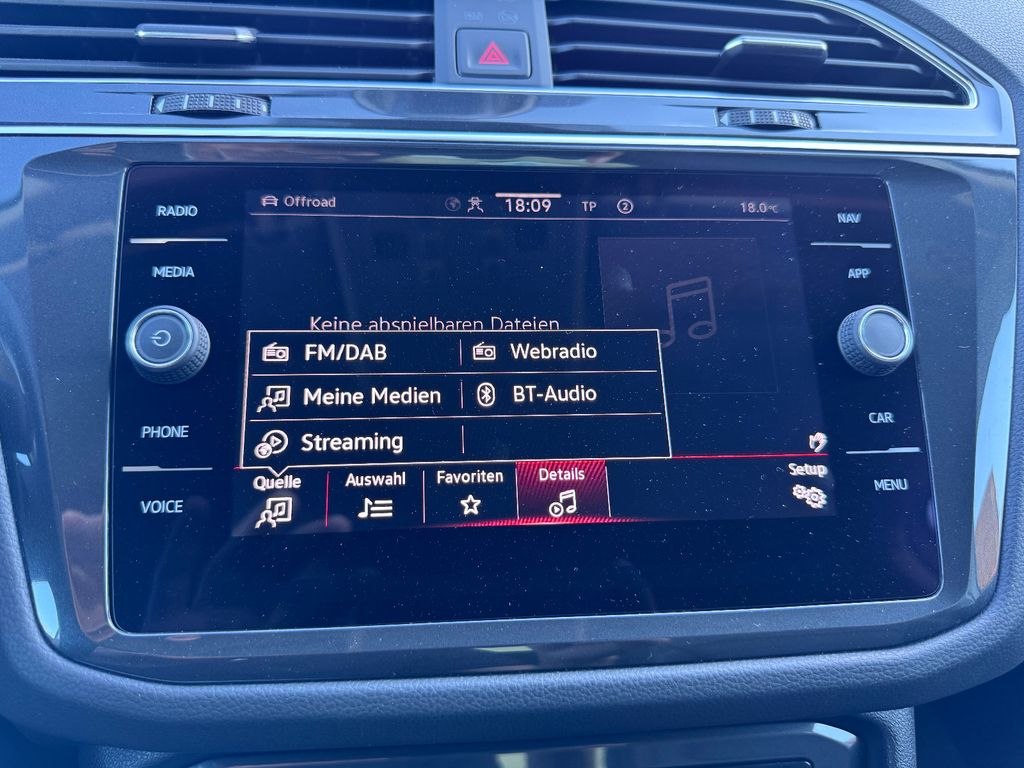 RADIO
MEDIA
PHONE
VOICE
Offroad 18:09 TP 2 18.0°C
Keine abspielbaren Dateien
FM/DAB Webradio
Meine Medien BT-Audio
Streaming
Quelle Auswahl Favoriten Details Setup
NAV
APP
CAR
MENU